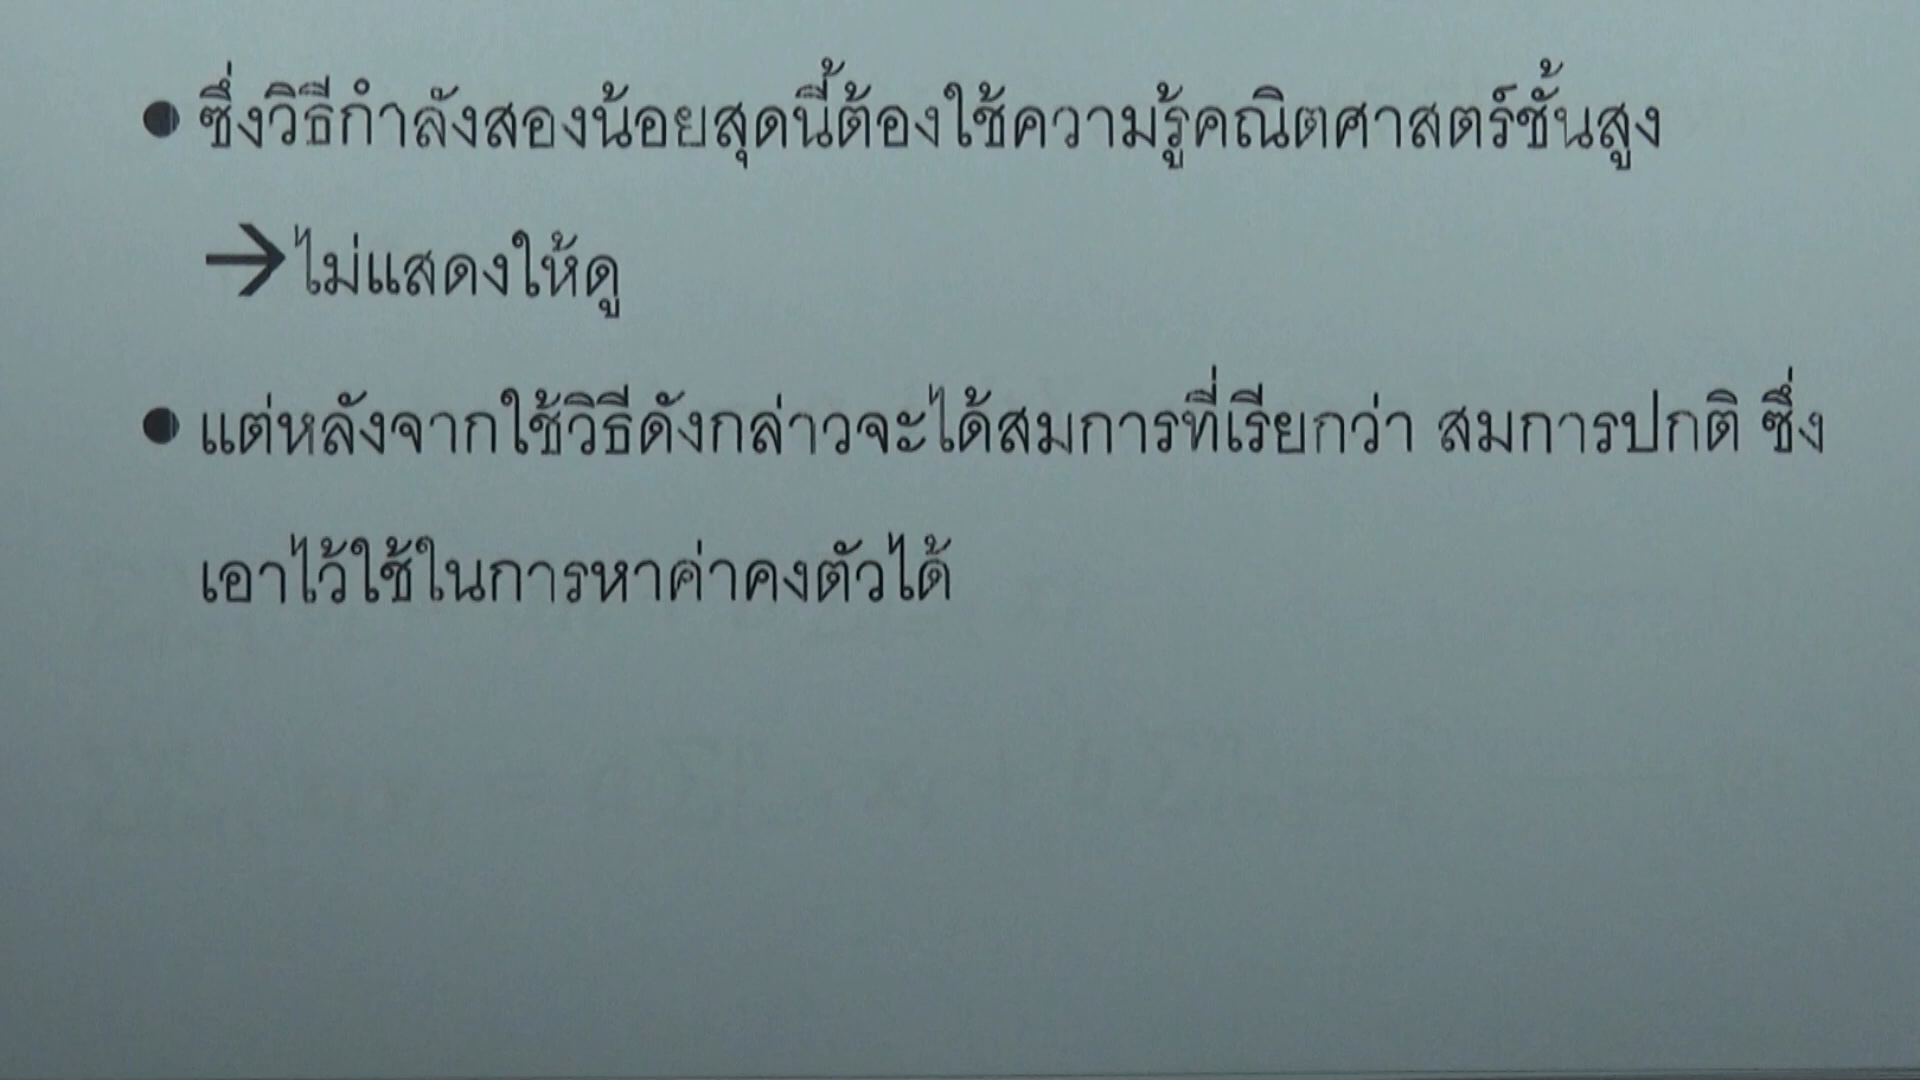 ● ซึ่งวิธีกำลังสองน้อยสุดนี้ต้องใช้ความรู้คณิตศาสตร์ชั้นสูง
→ ไม่แสดงให้ดู
● แต่หลังจากใช้วิธีดังกล่าวจะได้สมการที่เรียกว่า สมการปกติ ซึ่ง
เอาไว้ใช้ในการหาค่าคงตัวได้